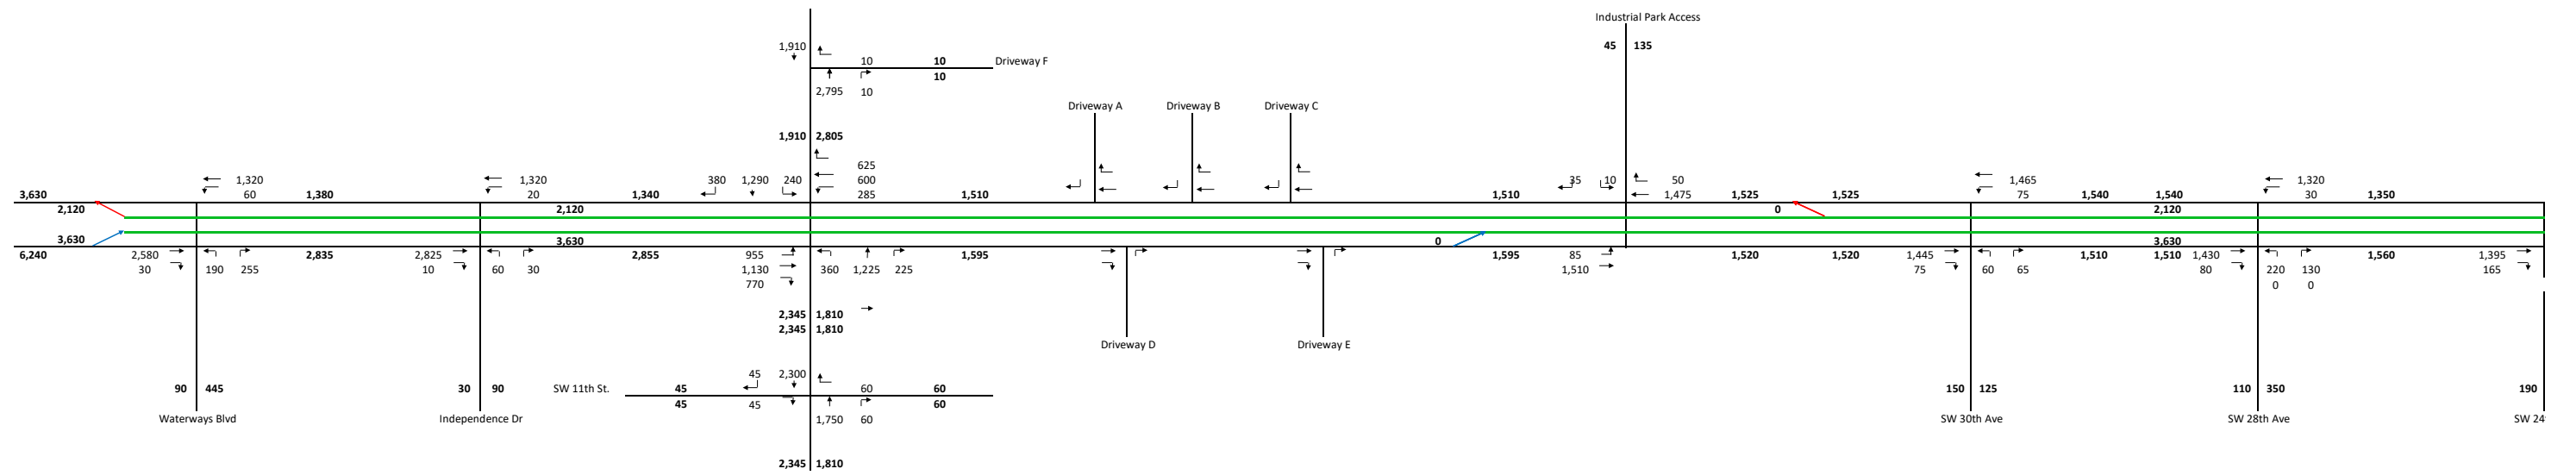 Industrial Park Access
1,910 45 135
10 10 Driveway F
10
2,795 10
Driveway A Driveway B Driveway C
1,910 2,805
625
1,320 1,320 380 1,290 240 600 35 10 50 1,465 1,320
3,630 60 1,380 20 1,340 285 1,510 1,510 1,475 1,525 1,525 75 1,540 1,540 30 1,350
2,120 2,120 0 2,120
3,630 3,630 0 3,630
6,240 2,580 2,835 2,825 2,855 955 1,595 1,595 85 1,520 1,520 1,445 1,510 1,510 1,430 1,560 1,395
30 190 255 10 60 30 1,130 360 1,225 225 1,510 75 60 65 80 220 130 165
770 0 0
2,345 1,810
2,345 1,810
Driveway D Driveway E
45 2,300
90 445 30 90 SW 11th St. 45 60 60 150 125 110 350 190
45 45 60
Waterways Blvd Independence Dr 1,750 60 SW 30th Ave SW 28th Ave SW 24
2,345 1,810